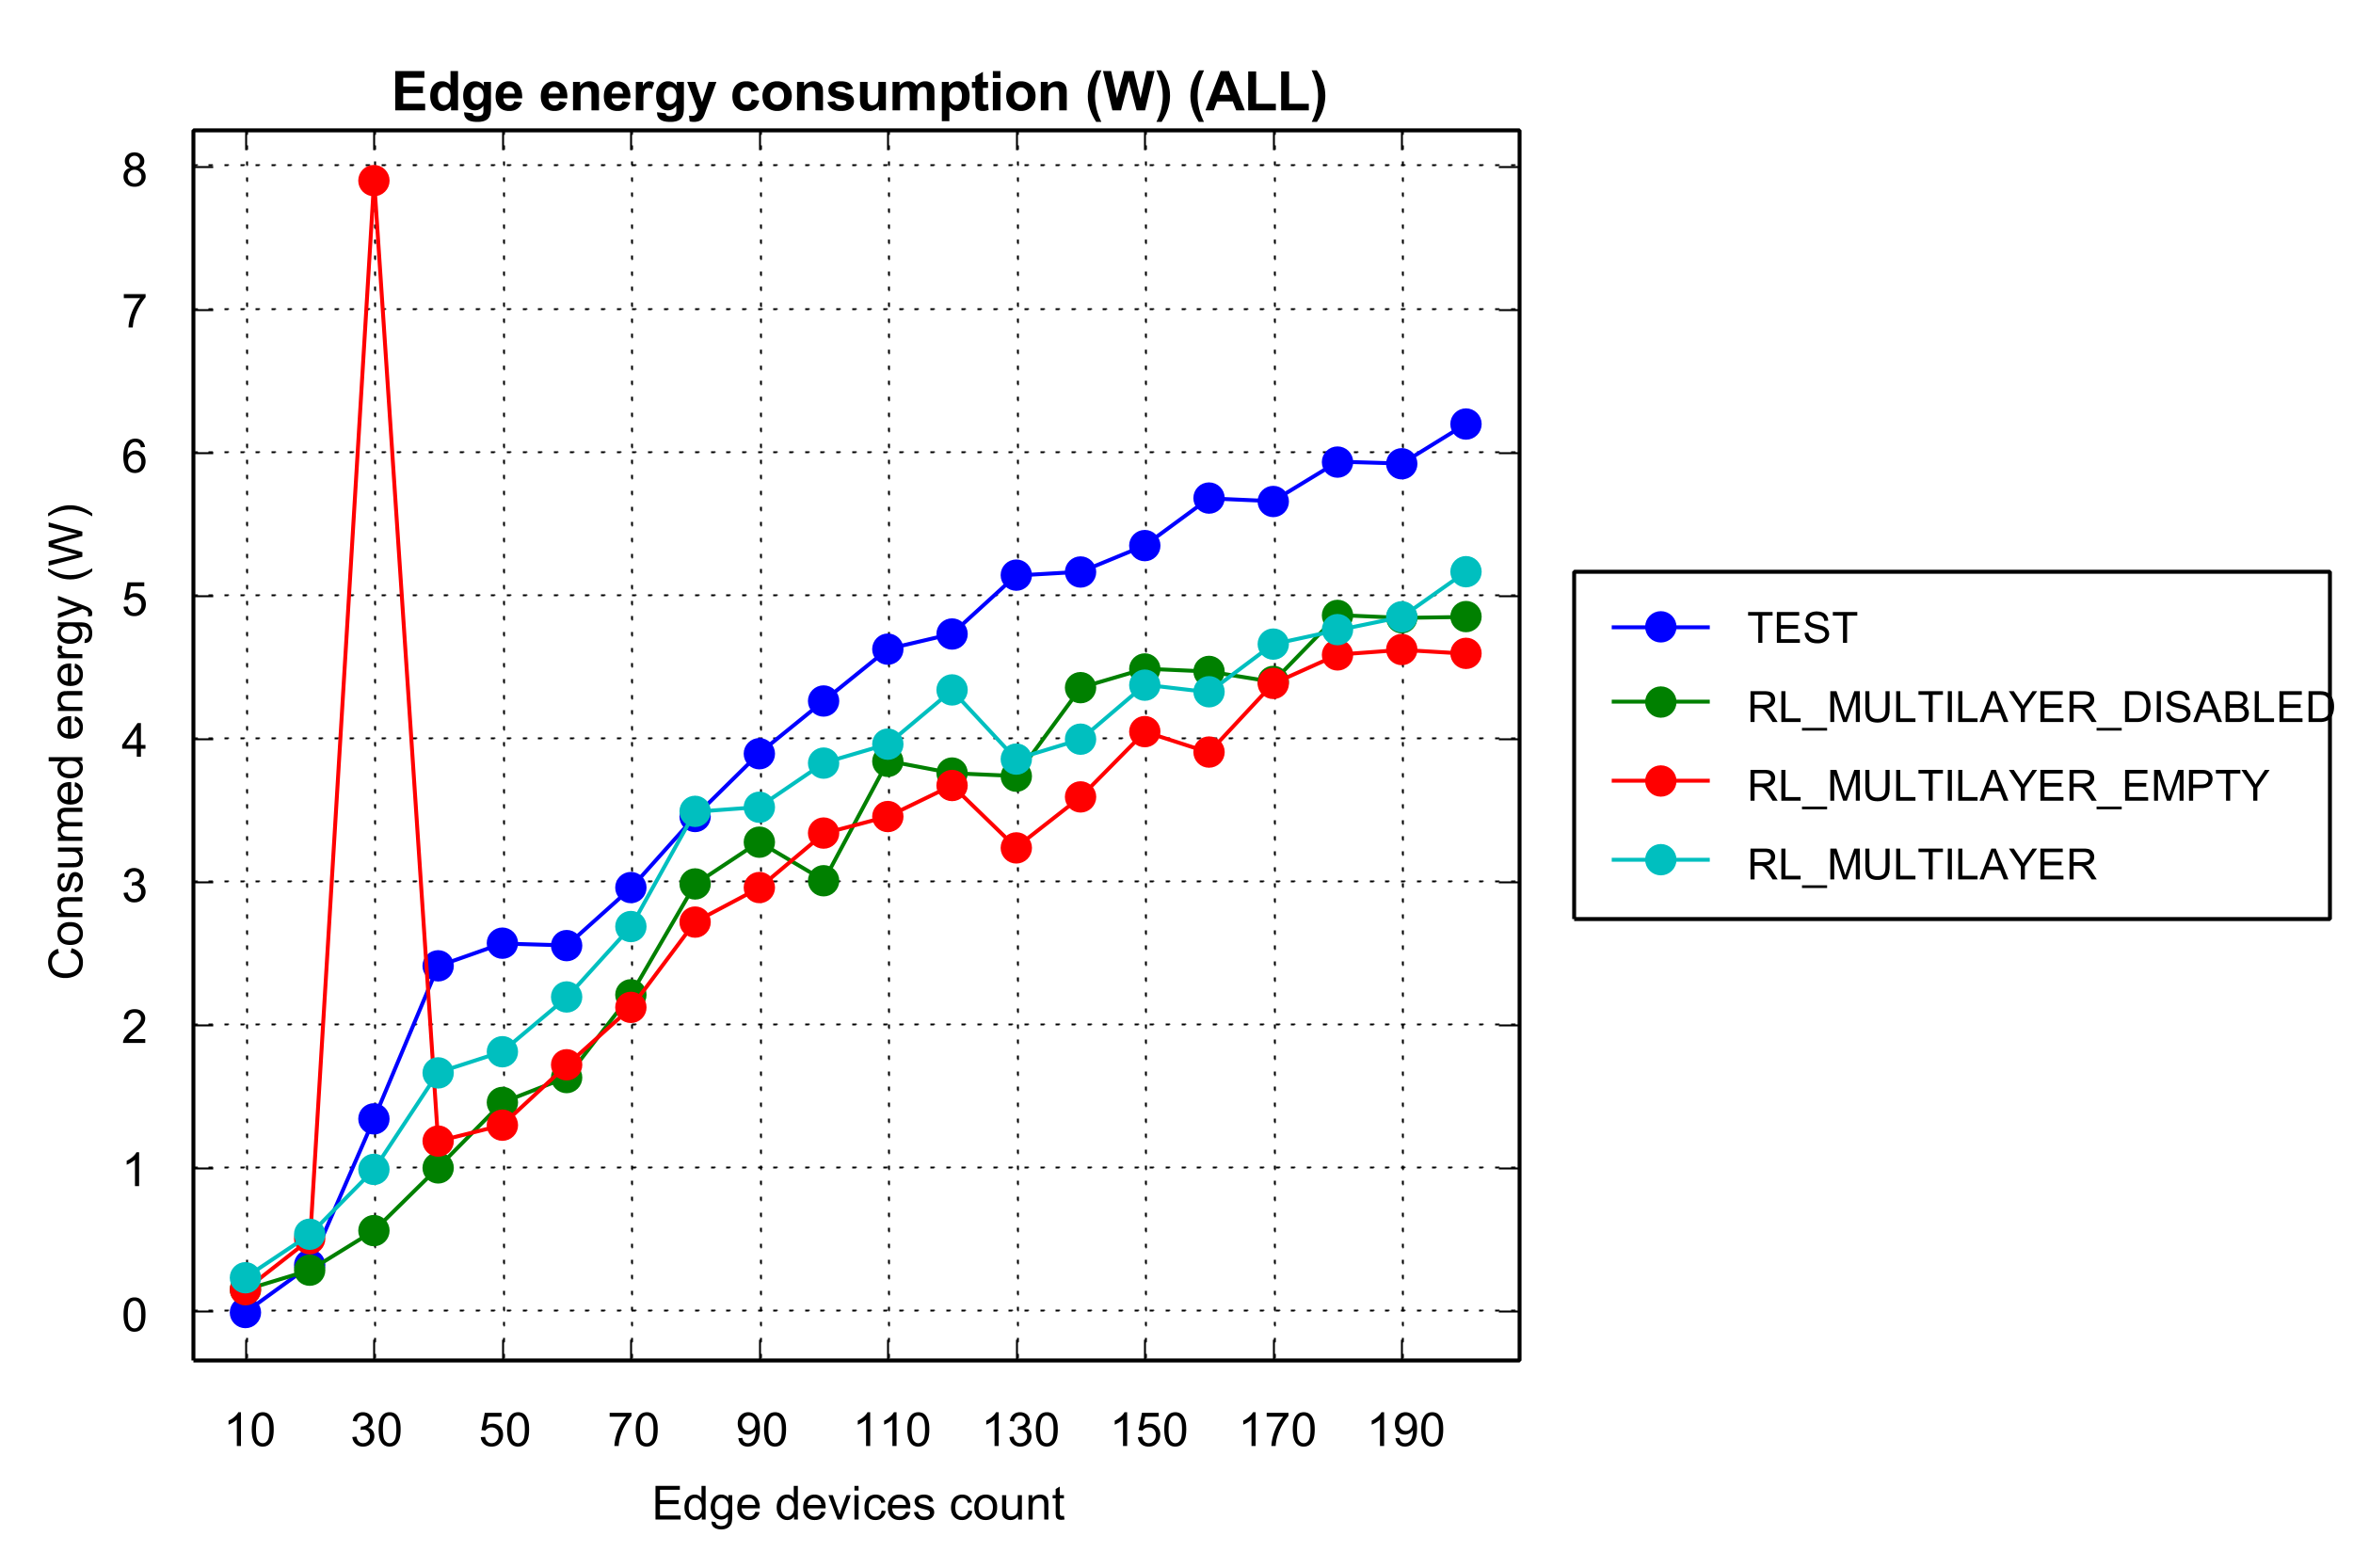 Edge energy consumption (W) (ALL)
8
7
6
5
4
3
2
1
0
Consumed energy (W)
10 30 50 70 90 110 130 150 170 190
Edge devices count
TEST
RL_MULTILAYER_DISABLED
RL_MULTILAYER_EMPTY
RL_MULTILAYER